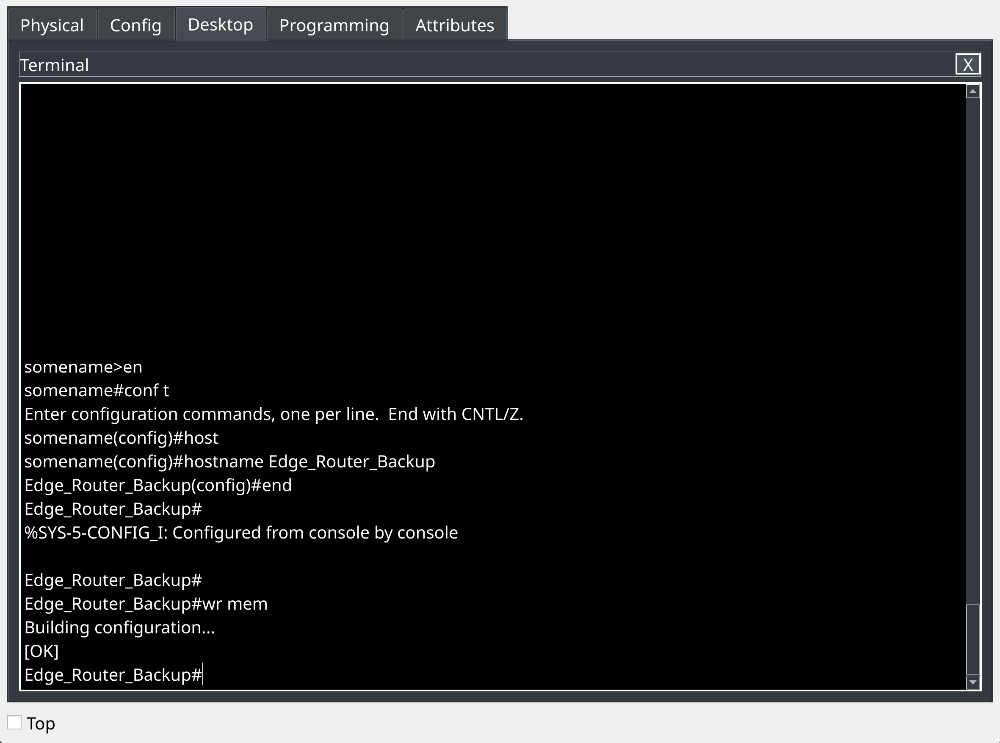 Physical Config Desktop Programming Attributes
Terminal X
somename>en
somename#conf t
Enter configuration commands, one per line.  End with CNTL/Z.
somename(config)#host
somename(config)#hostname Edge_Router_Backup
Edge_Router_Backup(config)#end
Edge_Router_Backup#
%SYS-5-CONFIG_I: Configured from console by console
Edge_Router_Backup#
Edge_Router_Backup#wr mem
Building configuration...
[OK]
Edge_Router_Backup#
Top